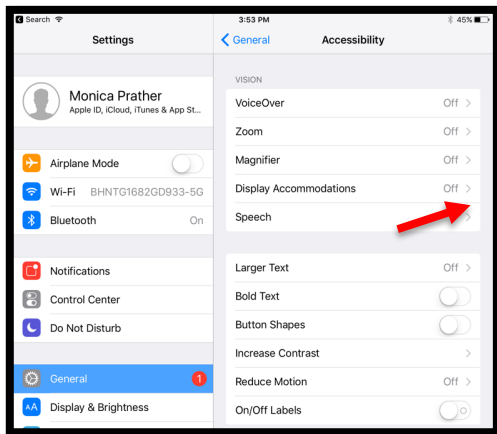 Search 3:53 PM 45%
Settings
General Accessibility
Monica Prather
Apple ID, iCloud, iTunes & App St...
Airplane Mode
Wi-Fi BHNTG1682GD933-5G
Bluetooth On
Notifications
Control Center
Do Not Disturb
General 1
AA Display & Brightness
VISION
VoiceOver Off
Zoom Off
Magnifier Off
Display Accommodations Off
Speech
Larger Text Off
Bold Text
Button Shapes
Increase Contrast
Reduce Motion Off
On/Off Labels